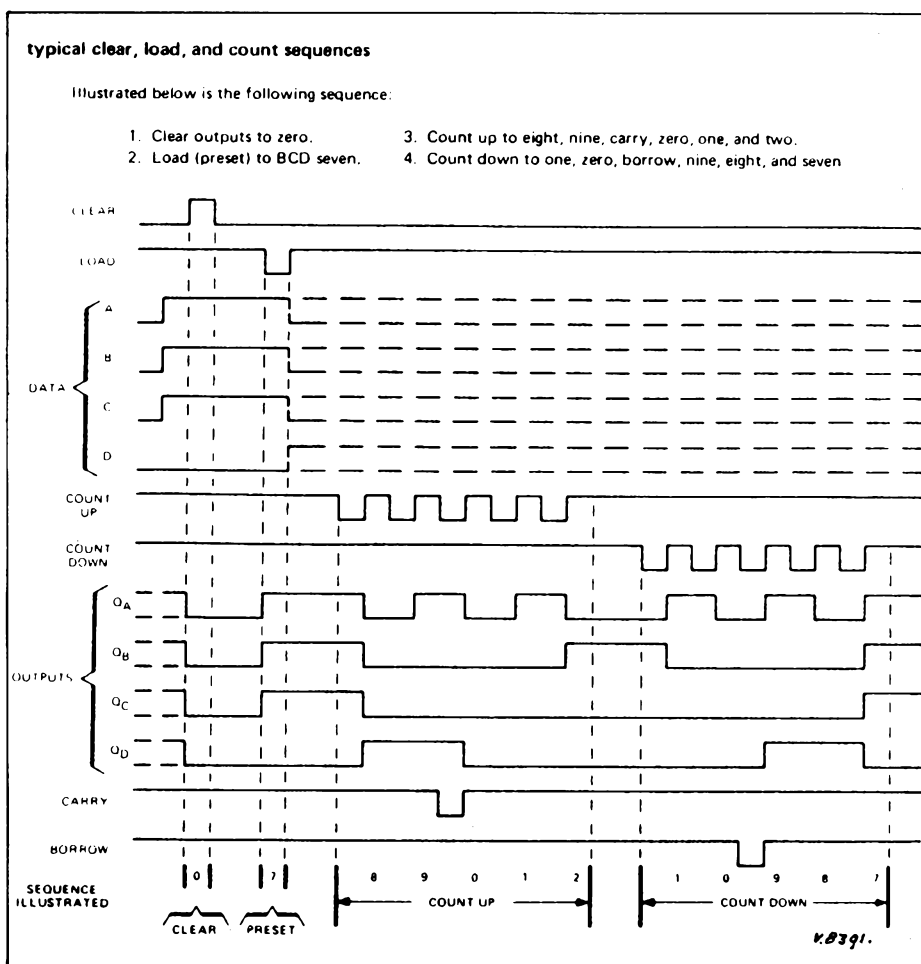 typical clear, load, and count sequences
Illustrated below is the following sequence:
1. Clear outputs to zero.
2. Load (preset) to BCD seven.
3. Count up to eight, nine, carry, zero, one, and two.
4. Count down to one, zero, borrow, nine, eight, and seven
CLEAR
LOAD
DATA
A
B
C
D
COUNT
UP
COUNT
DOWN
OUTPUTS
QA
QB
QC
QD
CARRY
BORROW
SEQUENCE
ILLUSTRATED
0 7 8 9 0 1 2 1 0 9 8 7
CLEAR PRESET COUNT UP COUNT DOWN
V.8391.